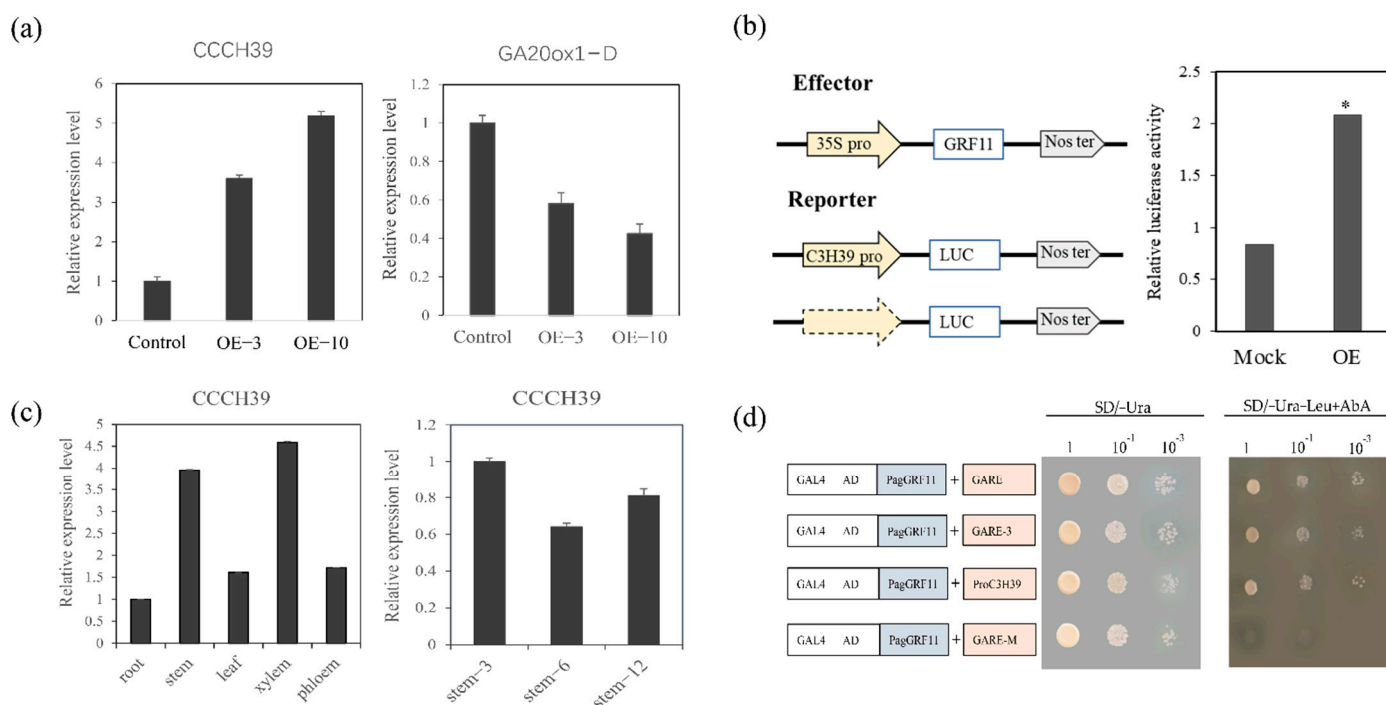 (a)
CCCH39
Relative expression level
6
5
4
3
2
1
0
Control OE−3 OE−10
GA20ox1−D
Relative expression level
1.2
1
0.8
0.6
0.4
0.2
0
Control OE−3 OE−10
(b)
Effector
35S pro GRF11 Nos ter
Reporter
C3H39 pro LUC Nos ter
LUC Nos ter
Relative luciferase activity
2.5
2
1.5
1
0.5
0
*
Mock OE
(c)
CCCH39
Relative expression level
5
4.5
4
3.5
3
2.5
2
1.5
1
0.5
0
root stem leaf xylem phloem
CCCH39
Relative expression level
1.2
1
0.8
0.6
0.4
0.2
0
stem−3 stem−6 stem−12
(d)
SD/−Ura SD/−Ura−Leu+AbA
1 10⁻¹ 10⁻³ 1 10⁻¹ 10⁻³
GAL4 AD PagGRF11 + GARE
GAL4 AD PagGRF11 + GARE-3
GAL4 AD PagGRF11 + ProC3H39
GAL4 AD PagGRF11 + GARE-M